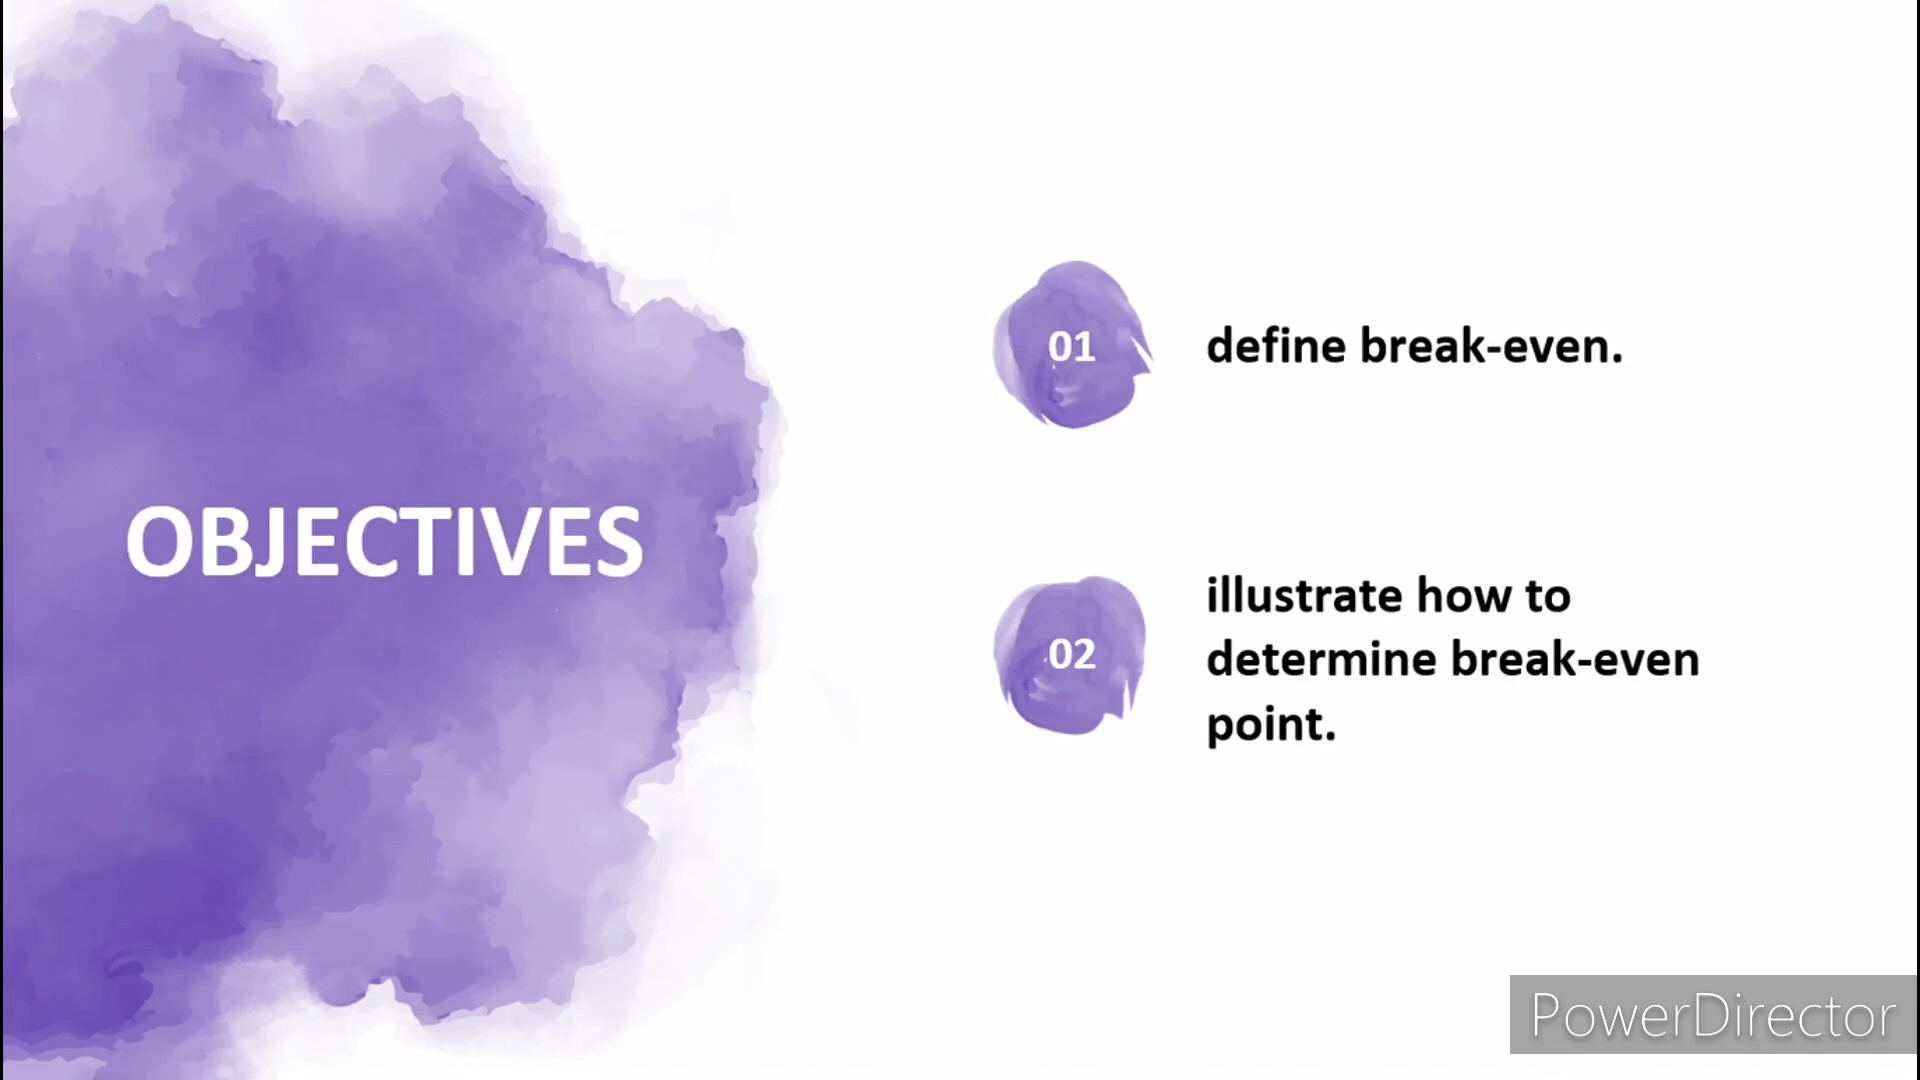 OBJECTIVES
01
define break-even.
02
illustrate how to
determine break-even
point.
PowerDirector